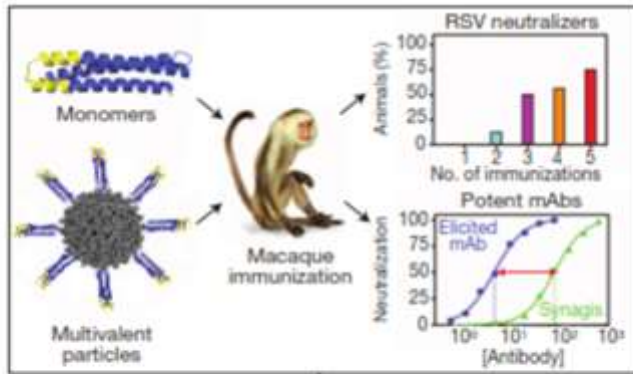 Monomers
Multivalent
particles
Macaque
immunization
RSV neutralizers
Animals (%)
100
75
50
25
0
1 2 3 4 5
No. of immunizations
Potent mAbs
Neutralization
100
75
50
25
0
Elicited
mAb
Synagis
10⁰ 10¹ 10² 10³
[Antibody]